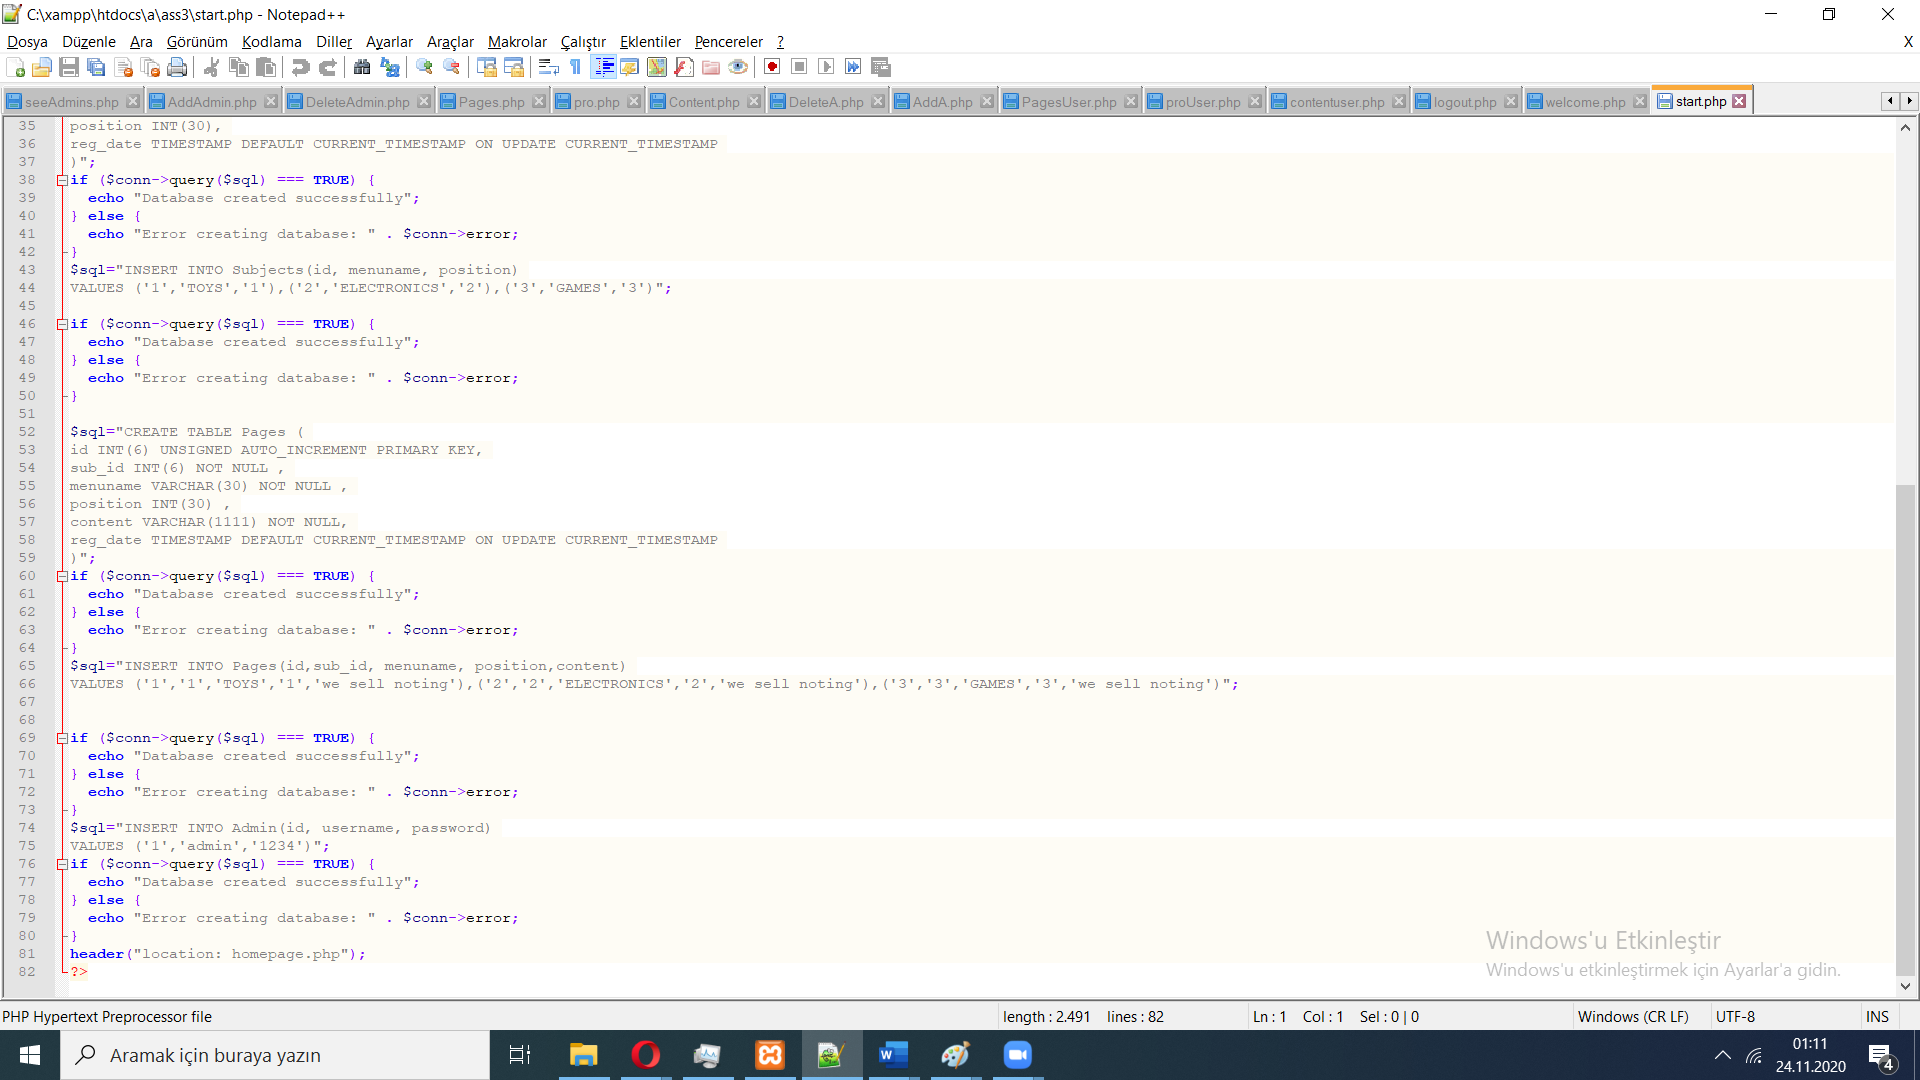 C:\xampp\htdocs\a\ass3\start.php - Notepad++
Dosya Düzenle Ara Görünüm Kodlama Diller Ayarlar Araçlar Makrolar Çalıştır Eklentiler Pencereler ? X
seeAdmins.php AddAdmin.php DeleteAdmin.php Pages.php pro.php Content.php DeleteA.php AddA.php PagesUser.php proUser.php contentuser.php logout.php welcome.php start.php
35 position INT(30),
36 reg_date TIMESTAMP DEFAULT CURRENT_TIMESTAMP ON UPDATE CURRENT_TIMESTAMP
37 )";
38 if ($conn->query($sql) === TRUE) {
39 echo "Database created successfully";
40 } else {
41 echo "Error creating database: " . $conn->error;
42 }
43 $sql="INSERT INTO Subjects(id, menuname, position)
44 VALUES ('1','TOYS','1'),('2','ELECTRONICS','2'),('3','GAMES','3')";
45
46 if ($conn->query($sql) === TRUE) {
47 echo "Database created successfully";
48 } else {
49 echo "Error creating database: " . $conn->error;
50 }
51
52 $sql="CREATE TABLE Pages (
53 id INT(6) UNSIGNED AUTO_INCREMENT PRIMARY KEY,
54 sub_id INT(6) NOT NULL ,
55 menuname VARCHAR(30) NOT NULL ,
56 position INT(30) ,
57 content VARCHAR(1111) NOT NULL,
58 reg_date TIMESTAMP DEFAULT CURRENT_TIMESTAMP ON UPDATE CURRENT_TIMESTAMP
59 )";
60 if ($conn->query($sql) === TRUE) {
61 echo "Database created successfully";
62 } else {
63 echo "Error creating database: " . $conn->error;
64 }
65 $sql="INSERT INTO Pages(id,sub_id, menuname, position,content)
66 VALUES ('1','1','TOYS','1','we sell noting'),('2','2','ELECTRONICS','2','we sell noting'),('3','3','GAMES','3','we sell noting')";
67
68
69 if ($conn->query($sql) === TRUE) {
70 echo "Database created successfully";
71 } else {
72 echo "Error creating database: " . $conn->error;
73 }
74 $sql="INSERT INTO Admin(id, username, password)
75 VALUES ('1','admin','1234')";
76 if ($conn->query($sql) === TRUE) {
77 echo "Database created successfully";
78 } else {
79 echo "Error creating database: " . $conn->error;
80 }
81 header("location: homepage.php");
82 ?>
Windows'u Etkinleştir
Windows'u etkinleştirmek için Ayarlar'a gidin.
PHP Hypertext Preprocessor file length : 2.491 lines : 82 Ln : 1 Col : 1 Sel : 0 | 0 Windows (CR LF) UTF-8 INS
Aramak için buraya yazın
01:11
24.11.2020
4